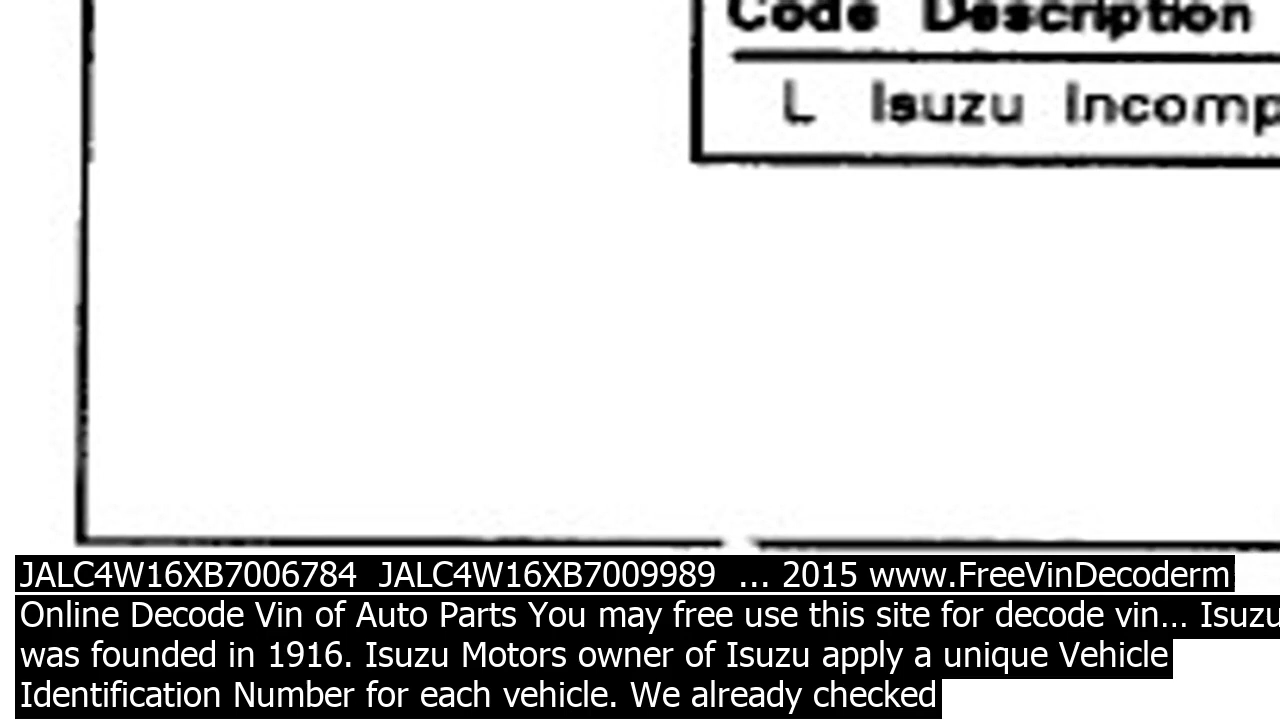 Code Description
L Isuzu Incomp
JALC4W16XB7006784 JALC4W16XB7009989 ... 2015 www.FreeVinDecoderm
Online Decode Vin of Auto Parts You may free use this site for decode vin... Isuzu
was founded in 1916. Isuzu Motors owner of Isuzu apply a unique Vehicle
Identification Number for each vehicle. We already checked